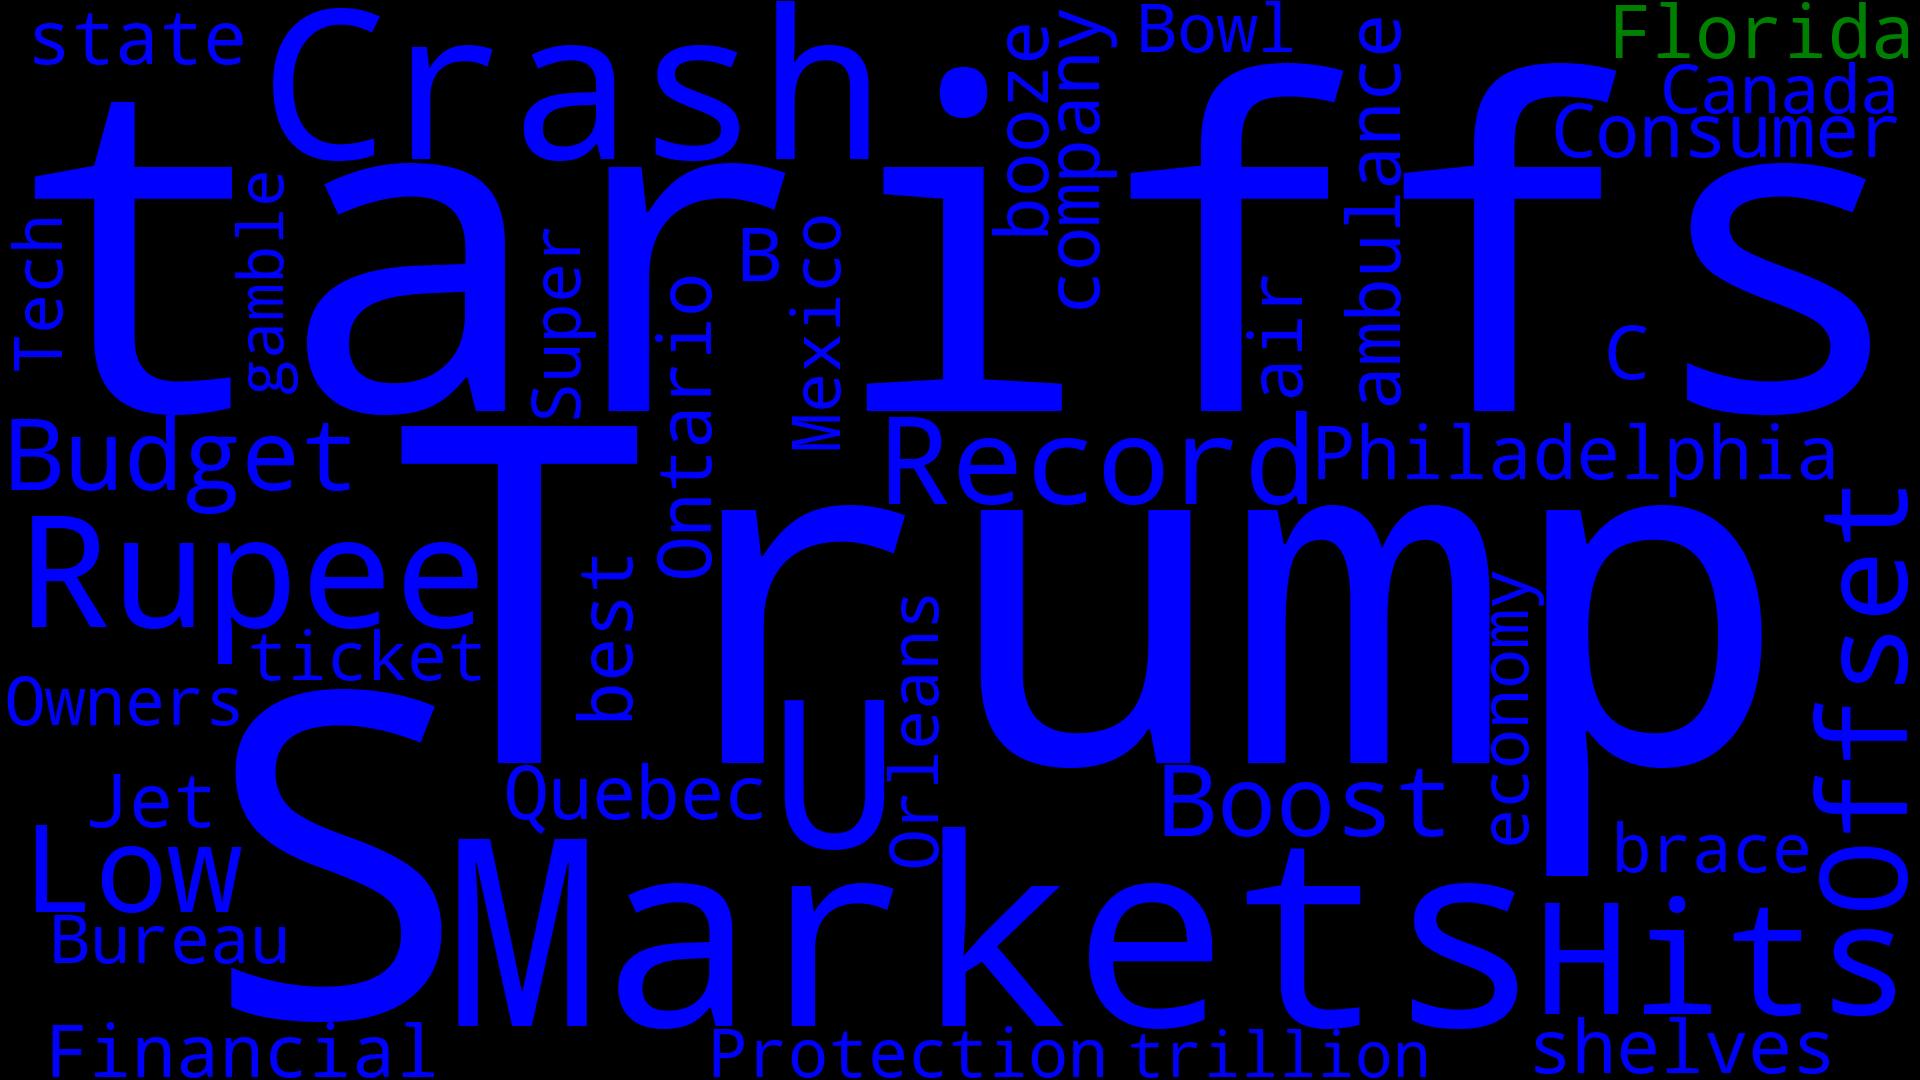 state
Crash
booze
company
Bowl
ambulance
Florida
Canada
Consumer
tariffs
Tech
gamble
Super
Ontario
B
Mexico
air
C
Budget
Record
Philadelphia
Rupee
Trump
best
Orleans
economy
Offset
ticket
Owners
S
Jet
Quebec
U
Boost
Low
Markets
brace
Bureau
Hits
Financial
Protection
trillion
shelves